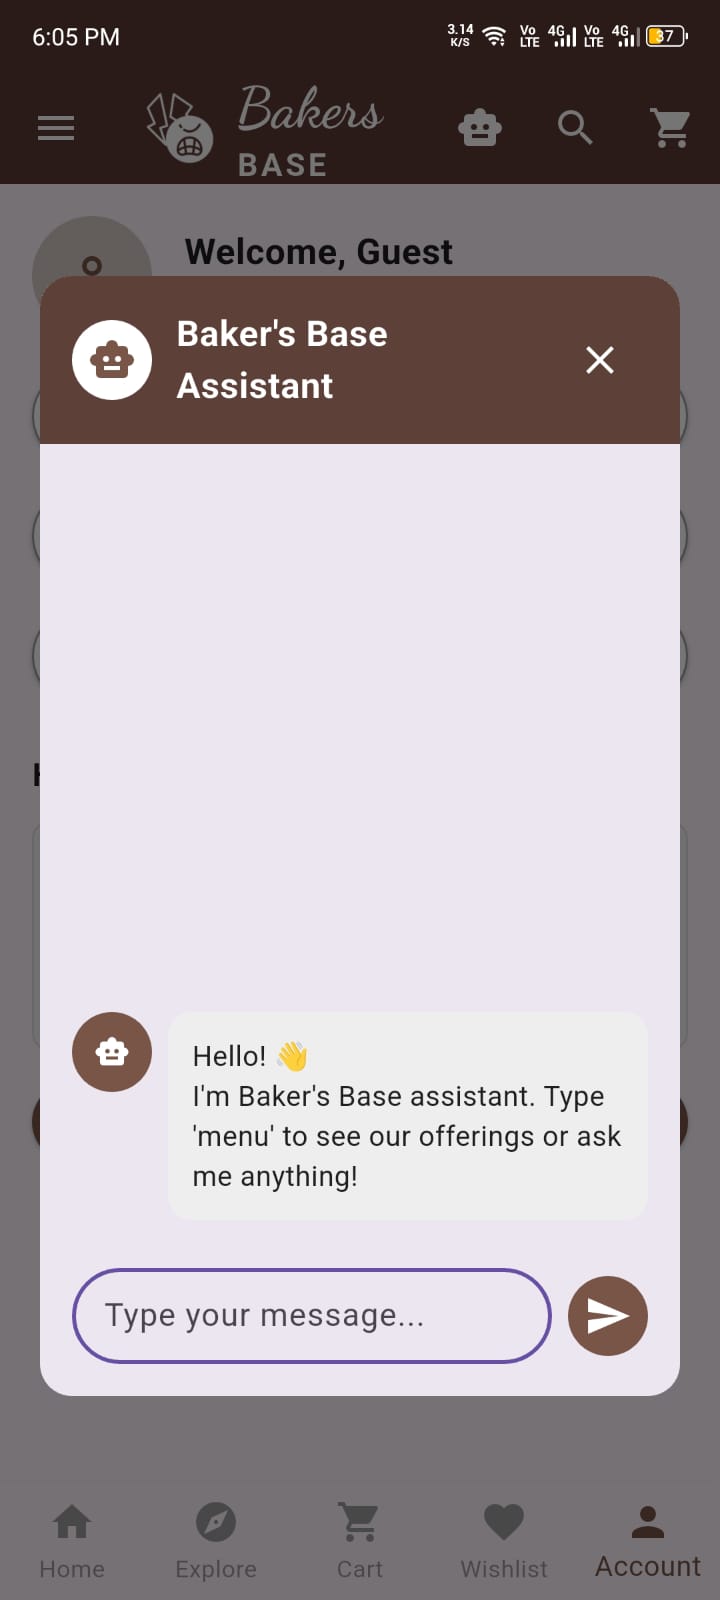 6:05 PM
3.14
K/S
Vo
LTE
4G
Vo
LTE
4G
37
Bakers
BASE
Welcome, Guest
Baker's Base
Assistant
Hello! 👋
I'm Baker's Base assistant. Type
'menu' to see our offerings or ask
me anything!
Type your message...
Home
Explore
Cart
Wishlist
Account